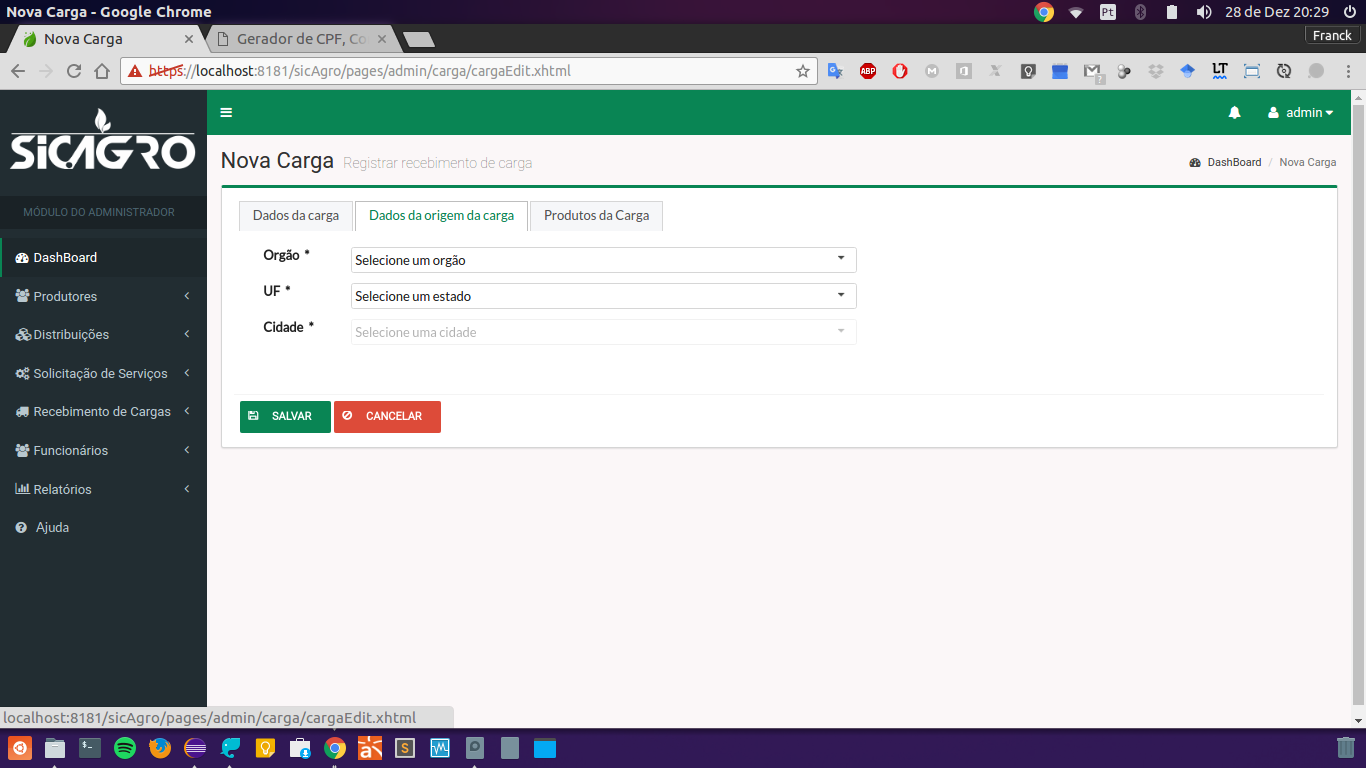 Nova Carga - Google Chrome
Pt
28 de Dez 20:29
Nova Carga
Gerador de CPF, Co
Franck
https://localhost:8181/sicAgro/pages/admin/carga/cargaEdit.xhtml
ABP
LT
SICAGRO
admin
Nova Carga Registrar recebimento de carga
DashBoard / Nova Carga
MÓDULO DO ADMINISTRADOR
DashBoard
Produtores
Distribuições
Solicitação de Serviços
Recebimento de Cargas
Funcionários
Relatórios
Ajuda
Dados da carga
Dados da origem da carga
Produtos da Carga
Orgão *
Selecione um orgão
UF *
Selecione um estado
Cidade *
Selecione uma cidade
SALVAR
CANCELAR
localhost:8181/sicAgro/pages/admin/carga/cargaEdit.xhtml